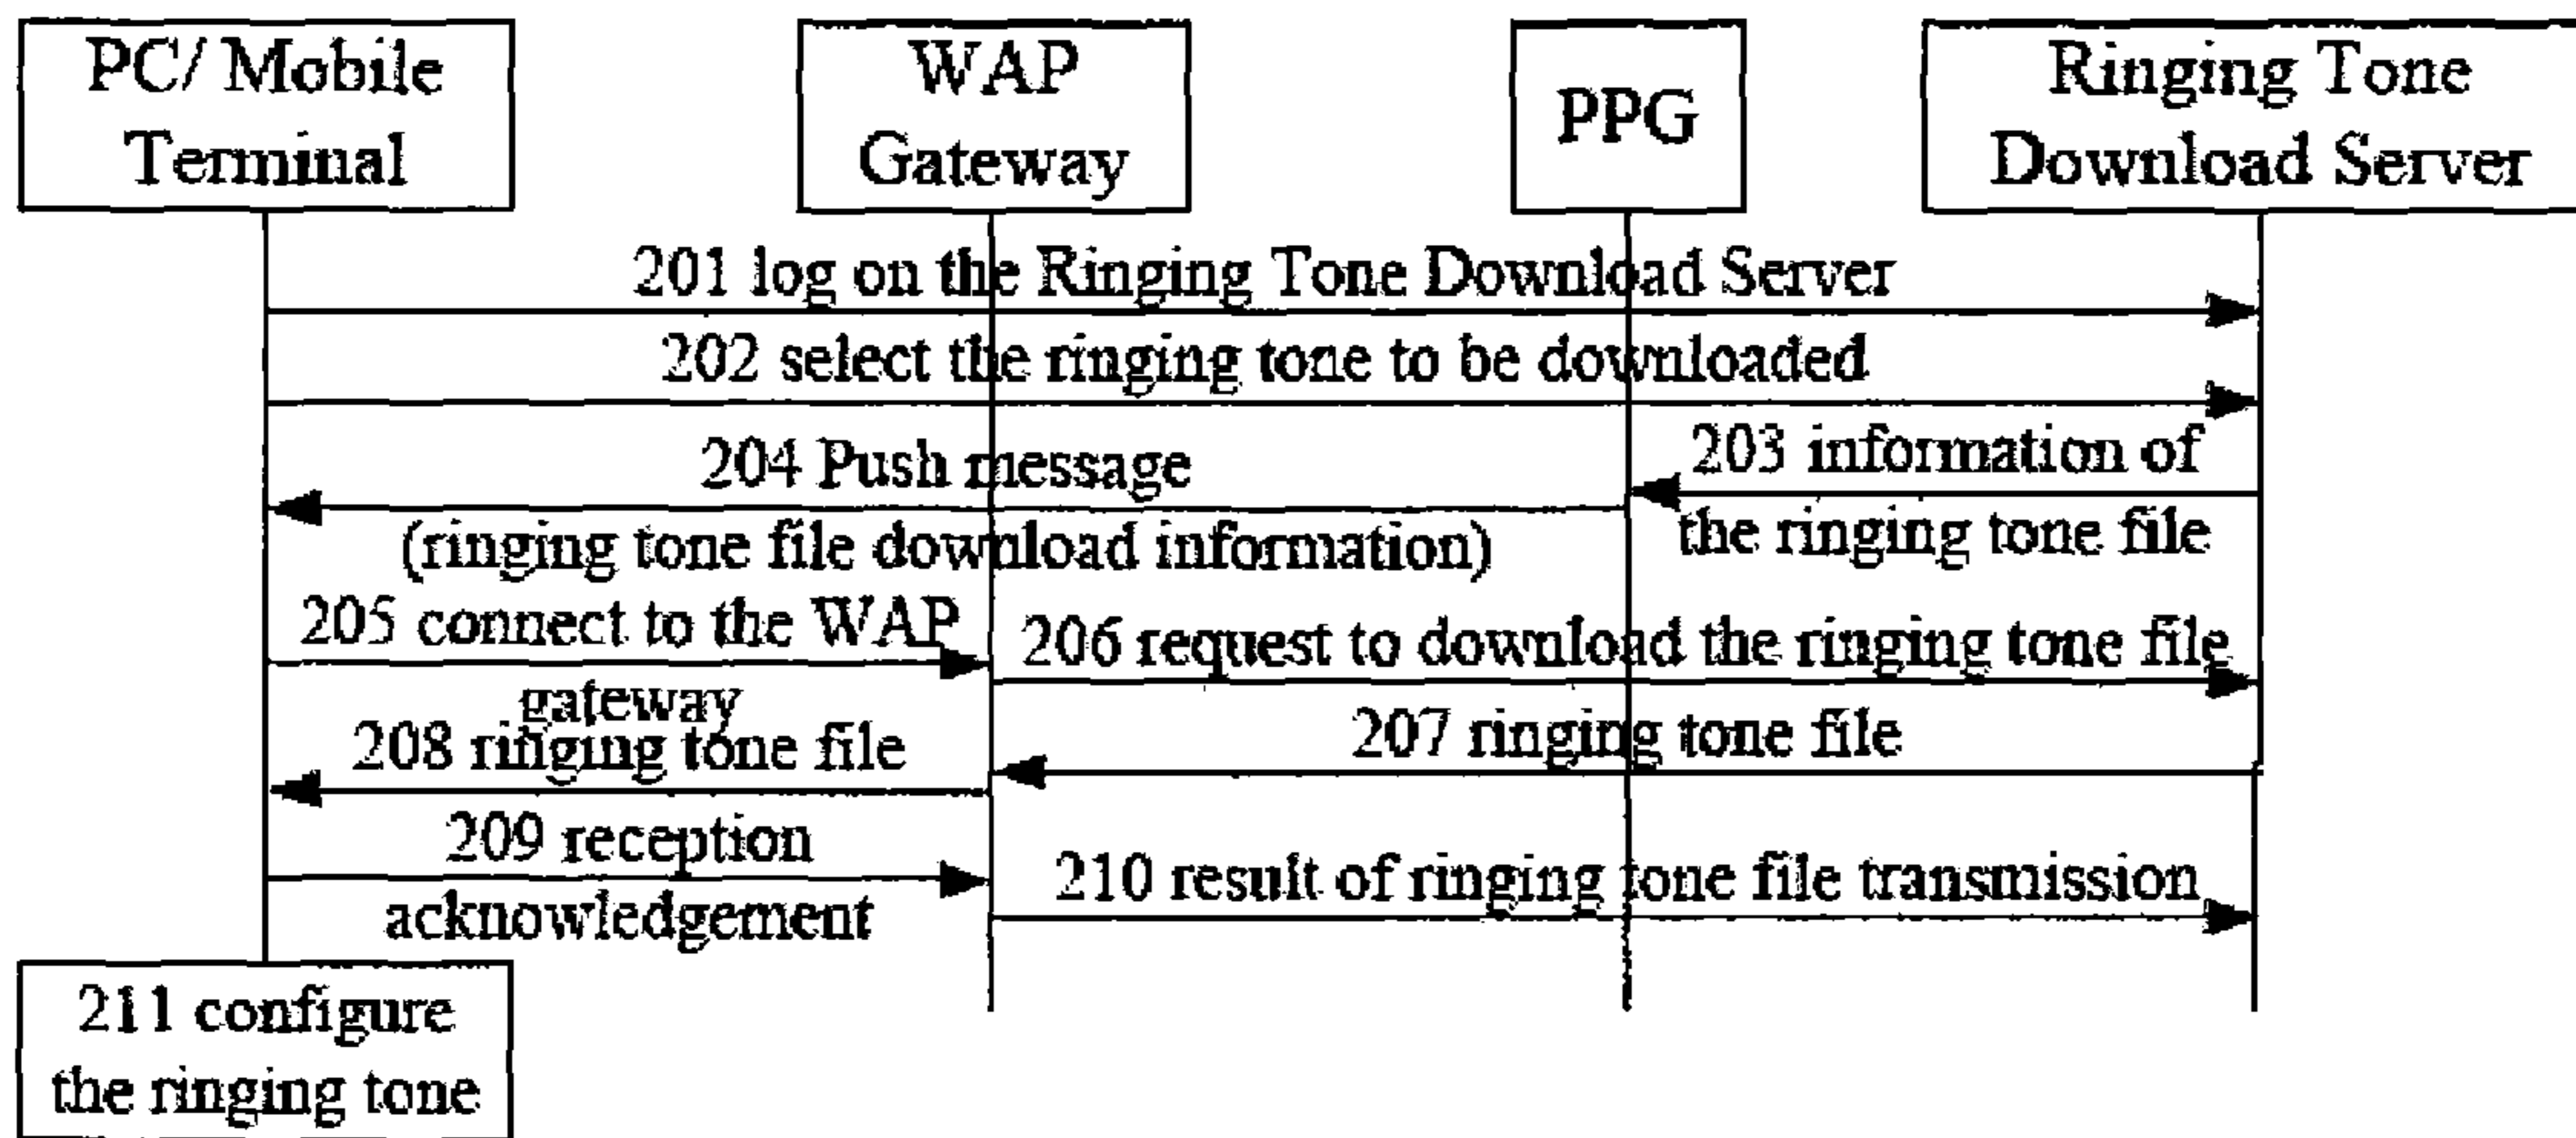 PC/ Mobile
Terminal
WAP
Gateway
PPG
Ringing Tone
Download Server
201 log on the Ringing Tone Download Server
202 select the ringing tone to be downloaded
203 information of
the ringing tone file
204 Push message
(ringing tone file download information)
205 connect to the WAP
gateway
206 request to download the ringing tone file
207 ringing tone file
208 ringing tone file
209 reception
acknowledgement
210 result of ringing tone file transmission
211 configure
the ringing tone